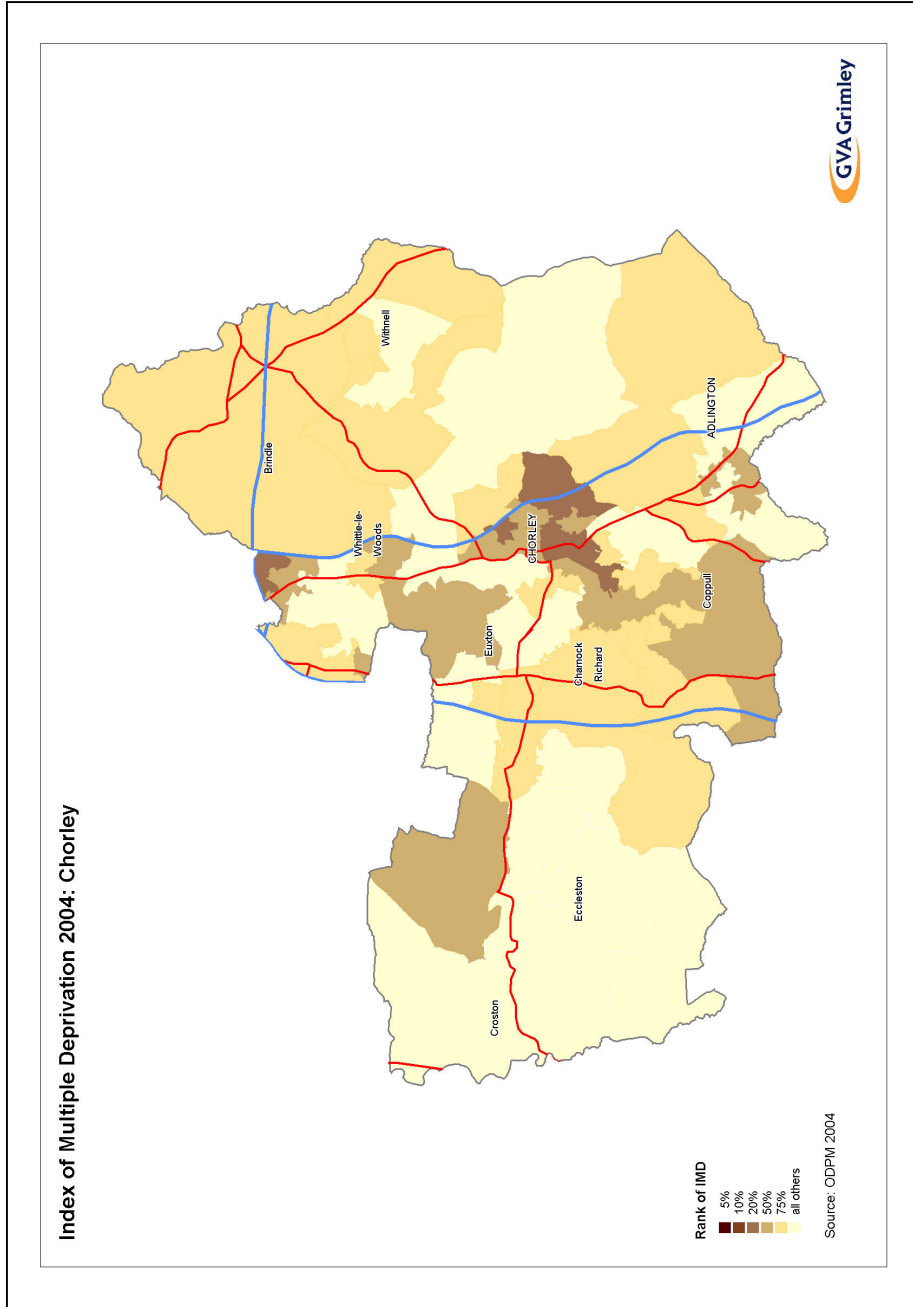 Index of Multiple Deprivation 2004: Chorley
Brindle
Withnell
Whittle-le-
Woods
Croston
Euxton
CHORLEY
Eccleston
Charnock
Richard
Coppull
ADLINGTON
Rank of IMD
5%
10%
20%
50%
75%
all others
Source: ODPM 2004
GVA Grimley